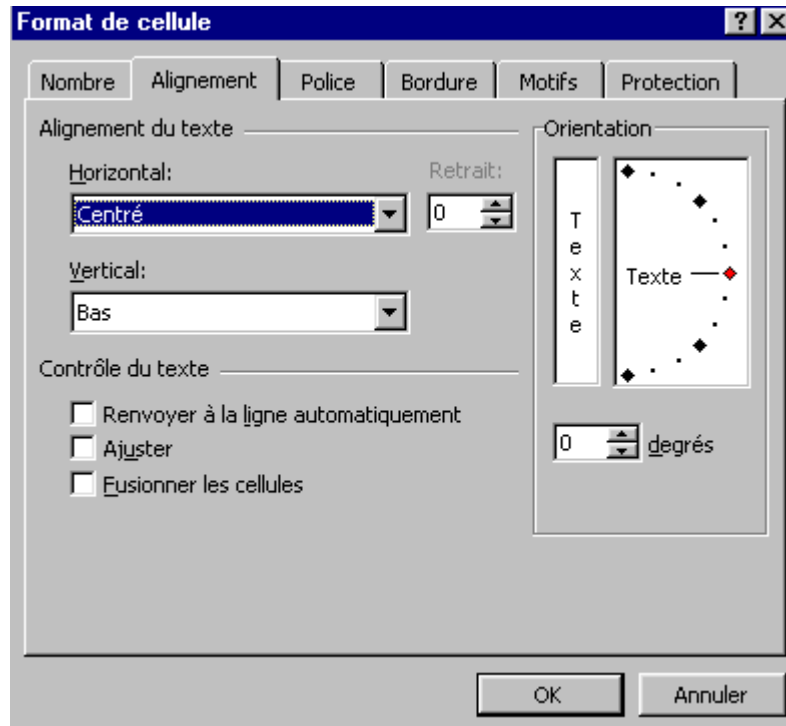 Format de cellule
Nombre Alignement Police Bordure Motifs Protection
Alignement du texte
Horizontal: Retrait:
Centré 0
Vertical:
Bas
Contrôle du texte
Renvoyer à la ligne automatiquement
Ajuster
Fusionner les cellules
Orientation
Texte
Texte
0 degrés
OK Annuler